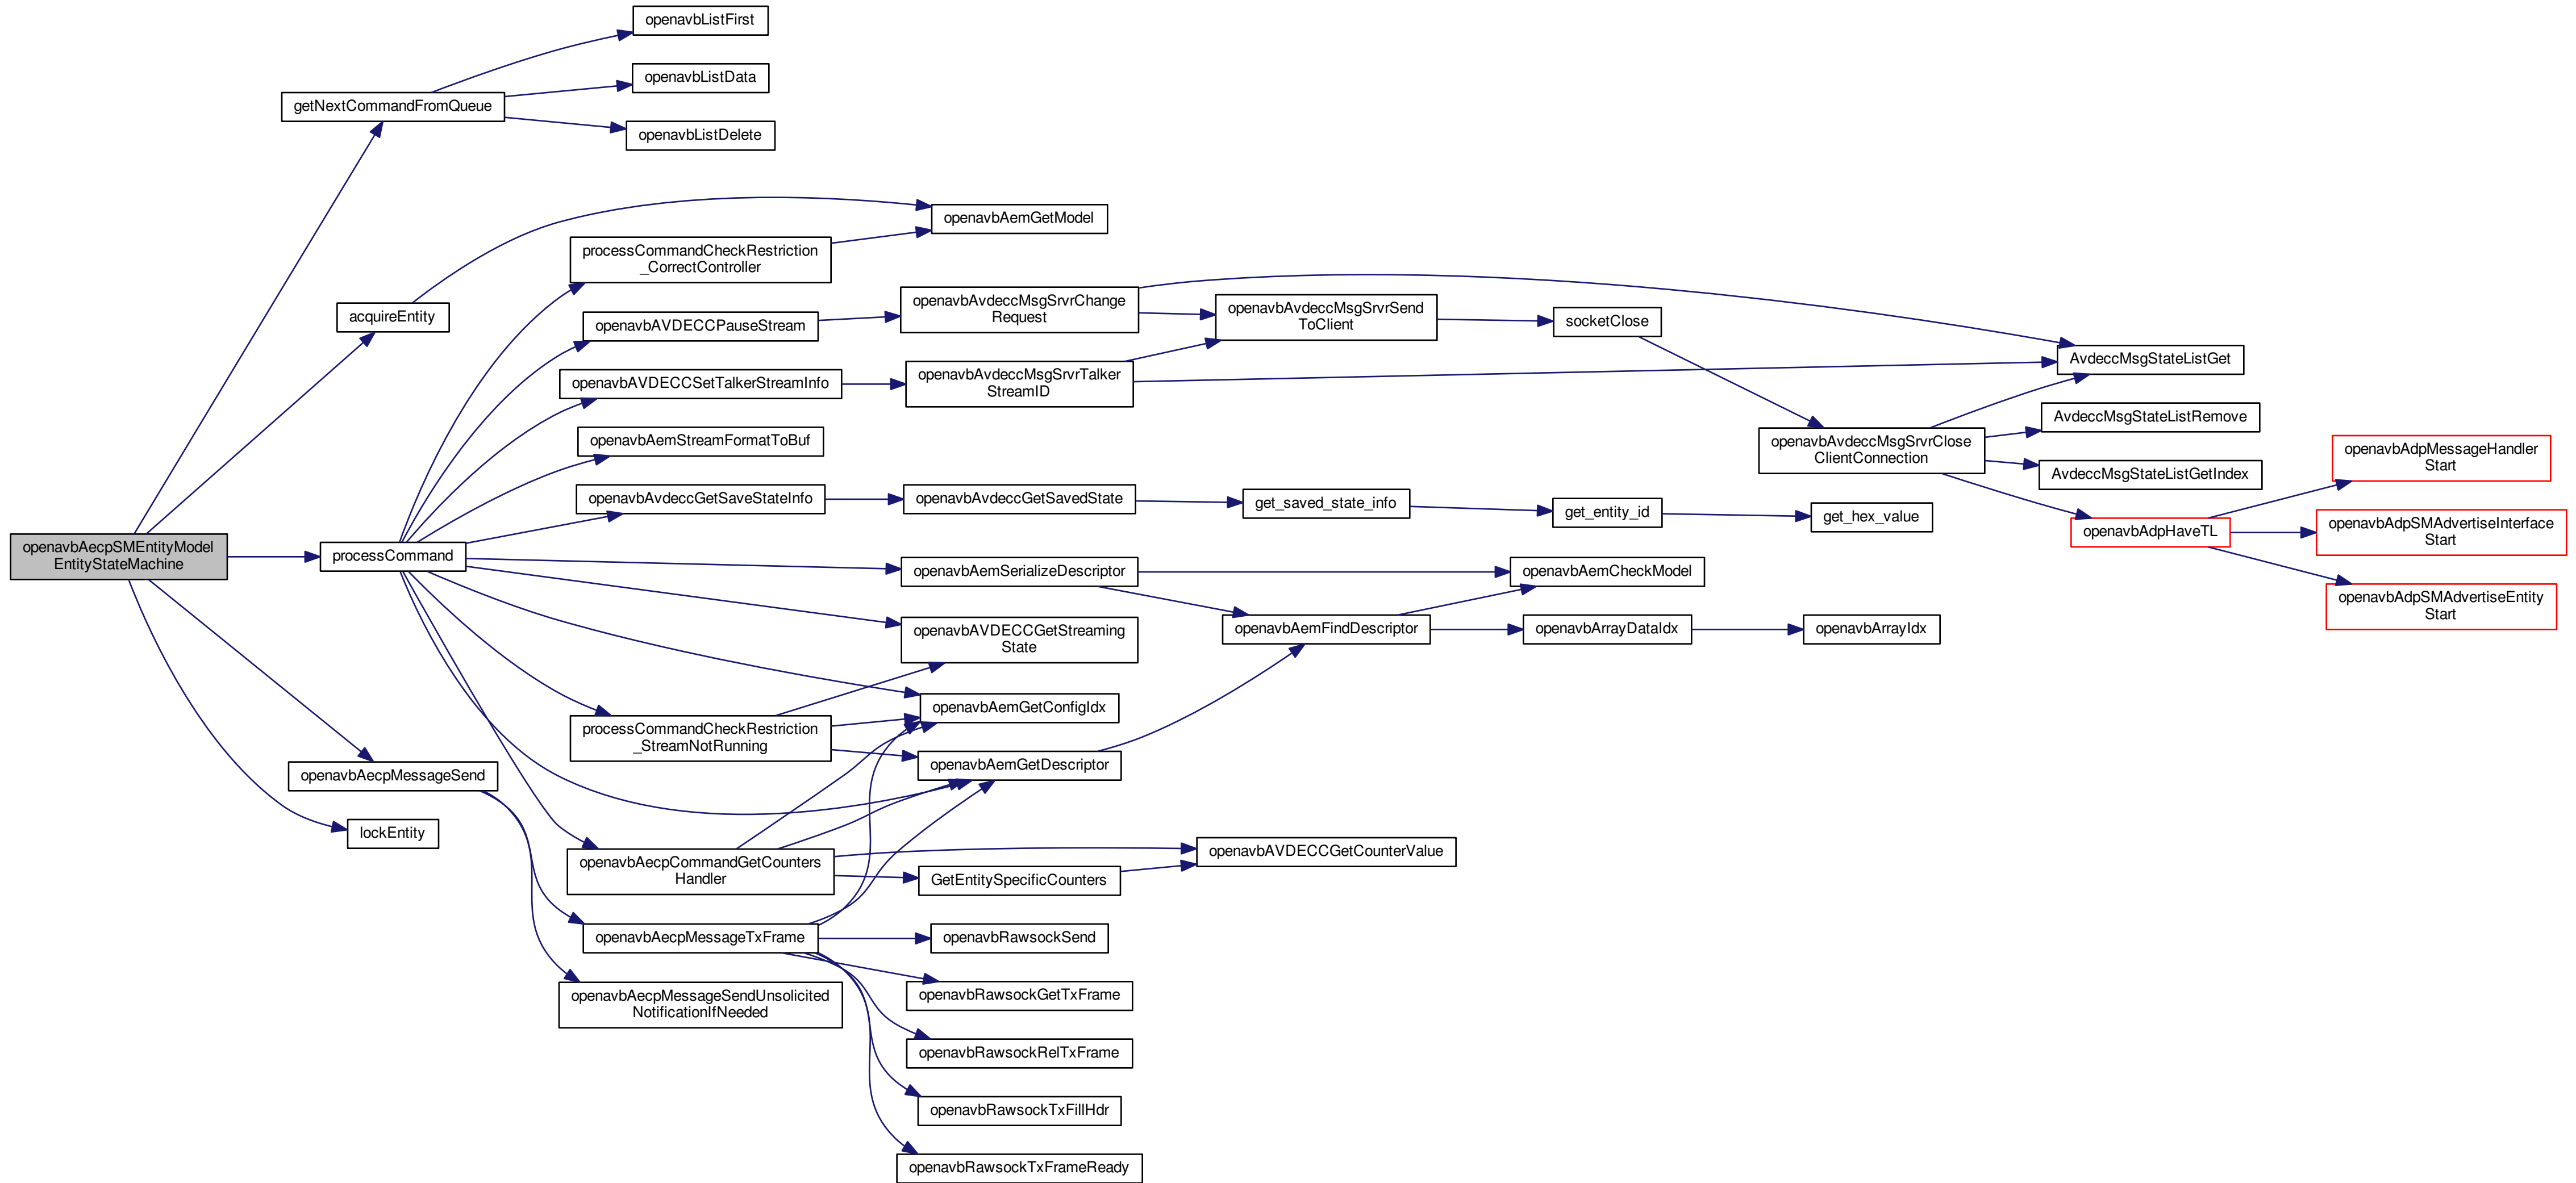 openavbListFirst
openavbListData
getNextCommandFromQueue
openavbListDelete
openavbAemGetModel
processCommandCheckRestriction
_CorrectController
acquireEntity
openavbAVDECCPauseStream
openavbAvdeccMsgSrvrChange
Request
openavbAvdeccMsgSrvrSend
ToClient
socketClose
AvdeccMsgStateListGet
openavbAVDECCSetTalkerStreamInfo
openavbAvdeccMsgSrvrTalker
StreamID
AvdeccMsgStateListRemove
openavbAemStreamFormatToBuf
openavbAvdeccMsgSrvrClose
ClientConnection
openavbAdpMessageHandler
Start
AvdeccMsgStateListGetIndex
openavbAvdeccGetSaveStateInfo
openavbAvdeccGetSavedState
get_saved_state_info
get_entity_id
get_hex_value
openavbAdpHaveTL
openavbAdpSMAdvertiseInterface
Start
openavbAecpSMEntityModel
EntityStateMachine
processCommand
openavbAemSerializeDescriptor
openavbAemCheckModel
openavbAdpSMAdvertiseEntity
Start
openavbAVDECCGetStreaming
State
openavbAemFindDescriptor
openavbArrayDataIdx
openavbArrayIdx
openavbAemGetConfigIdx
processCommandCheckRestriction
_StreamNotRunning
openavbAemGetDescriptor
openavbAecpMessageSend
lockEntity
openavbAecpCommandGetCounters
Handler
openavbAVDECCGetCounterValue
GetEntitySpecificCounters
openavbAecpMessageTxFrame
openavbRawsockSend
openavbAecpMessageSendUnsolicited
NotificationIfNeeded
openavbRawsockGetTxFrame
openavbRawsockRelTxFrame
openavbRawsockTxFillHdr
openavbRawsockTxFrameReady